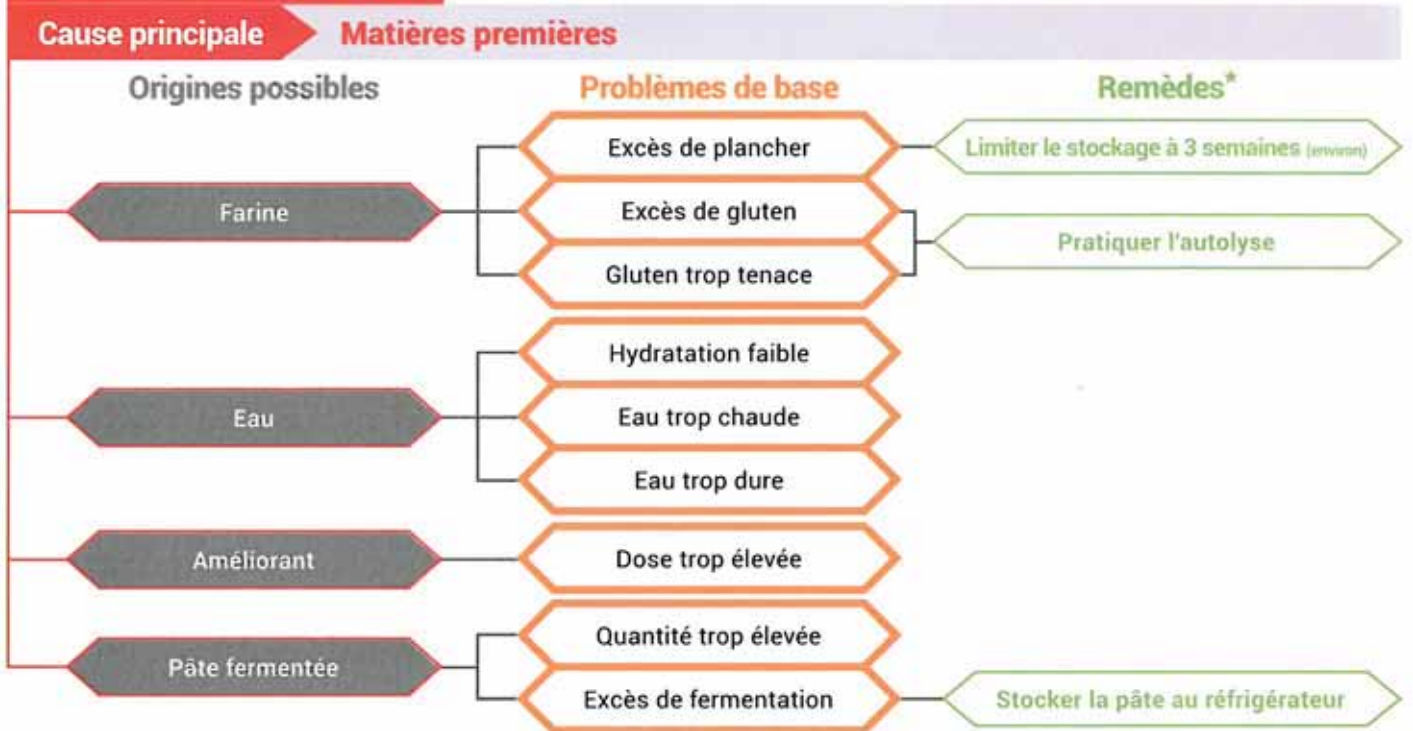 Cause principale
Matières premières
Origines possibles
Problèmes de base
Remèdes*
Farine
Excès de plancher
Limiter le stockage à 3 semaines (environ)
Excès de gluten
Gluten trop tenace
Pratiquer l'autolyse
Eau
Hydratation faible
Eau trop chaude
Eau trop dure
Améliorant
Dose trop élevée
Pâte fermentée
Quantité trop élevée
Excès de fermentation
Stocker la pâte au réfrigérateur